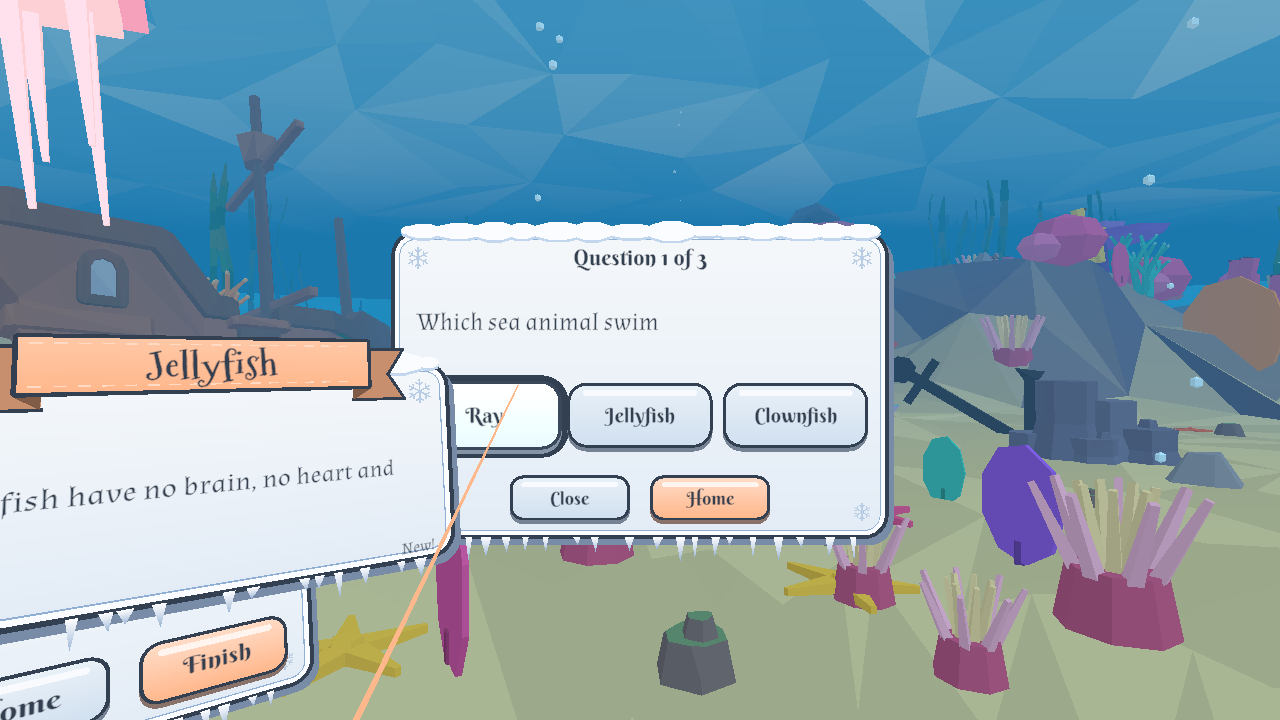 Question 1 of 3
Which sea animal swim
Ray
Jellyfish
Clownfish
Close
Home
Jellyfish
fish have no brain, no heart and
New!
ome
Finish